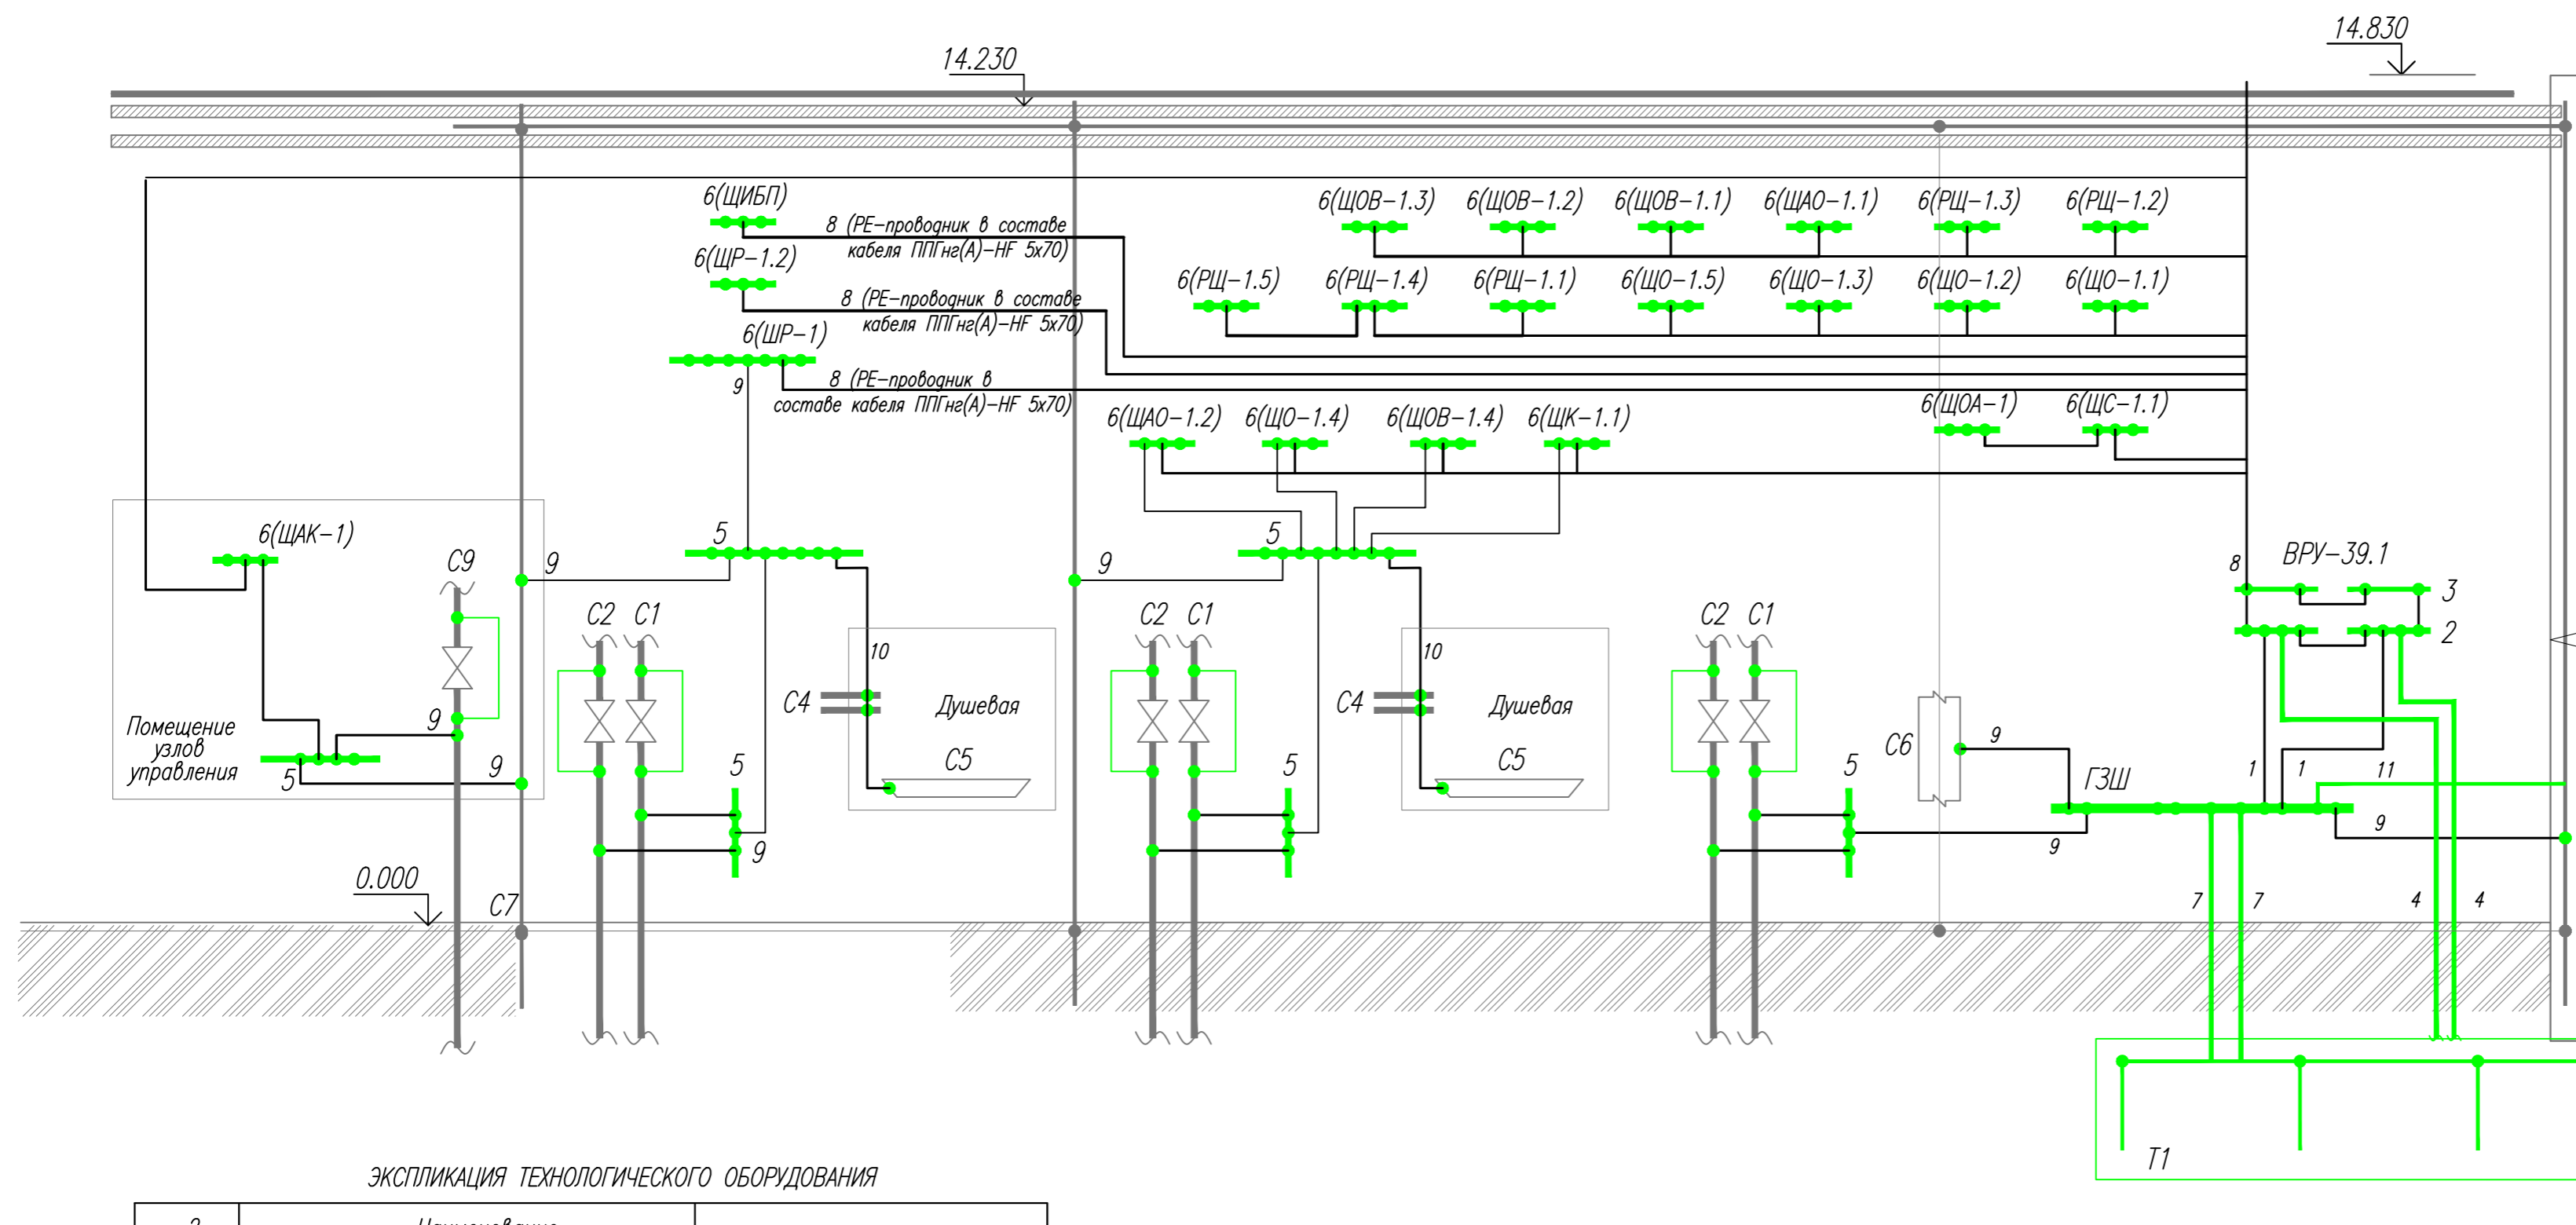 14.830
14.230
6(ЩИБП)
8 (РЕ-проводник в составе
кабеля ППГнг(А)-HF 5х70)
6(ЩОВ-1.3)
6(ЩОВ-1.2)
6(ЩОВ-1.1)
6(ЩАО-1.1)
6(РЩ-1.3)
6(РЩ-1.2)
6(ЩР-1.2)
8 (РЕ-проводник в составе
кабеля ППГнг(А)-HF 5х70)
6(РЩ-1.5)
6(РЩ-1.4)
6(РЩ-1.1)
6(ЩО-1.5)
6(ЩО-1.3)
6(ЩО-1.2)
6(ЩО-1.1)
6(ШР-1)
9
8 (РЕ-проводник в
составе кабеля ППГнг(А)-HF 5х70)
6(ЩАО-1.2)
6(ЩО-1.4)
6(ЩОВ-1.4)
6(ЩК-1.1)
6(ЩОА-1)
6(ЩС-1.1)
6(ЩАК-1)
С9
9
5
9
5
8
ВРУ-39.1
3
2
С2
С1
10
С4
Душевая
С5
5
9
С2
С1
10
С4
Душевая
С5
5
С2
С1
5
С6
9
ГЗШ
1
1
11
9
9
Помещение
узлов
управления
9
5
9
0.000
С7
7
7
4
4
Т1
ЭКСПЛИКАЦИЯ ТЕХНОЛОГИЧЕСКОГО ОБОРУДОВАНИЯ
Наименование